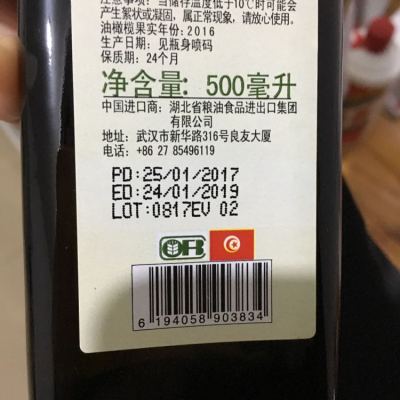 注意事项：当储存温度低于10℃时可能会
产生絮状或凝固，属正常现象，请放心使用。
油橄榄果实年份：2016
生产日期：见瓶身喷码
保质期：24个月
净含量：500毫升
中国进口商：湖北省粮油食品进出口集团
有限公司
地址：武汉市新华路316号良友大厦
电话：+86 27 85496119
PD:25/01/2017
ED:24/01/2019
LOT:0817EV 02
6 194058 903834